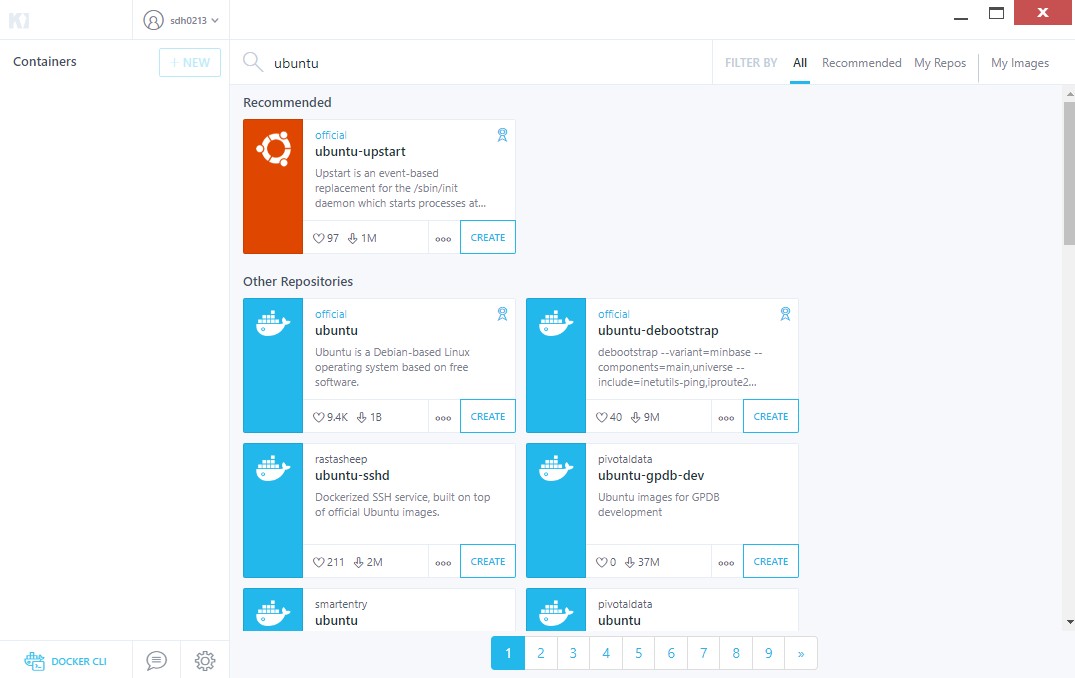 K
sdh0213
Containers
+ NEW
ubuntu
FILTER BY All Recommended My Repos My Images
Recommended
official
ubuntu-upstart
Upstart is an event-based
replacement for the /sbin/init
daemon which starts processes at...
97 1M CREATE
Other Repositories
official
ubuntu
Ubuntu is a Debian-based Linux
operating system based on free
software.
9.4K 1B CREATE
official
ubuntu-debootstrap
debootstrap --variant=minbase --
components=main,universe --
include=inetutils-ping,iproute2...
40 9M CREATE
rastasheep
ubuntu-sshd
Dockerized SSH service, built on top
of official Ubuntu images.
211 2M CREATE
pivotaldata
ubuntu-gpdb-dev
Ubuntu images for GPDB
development
0 37M CREATE
smartentry
ubuntu
pivotaldata
ubuntu
DOCKER CLI
1 2 3 4 5 6 7 8 9 »